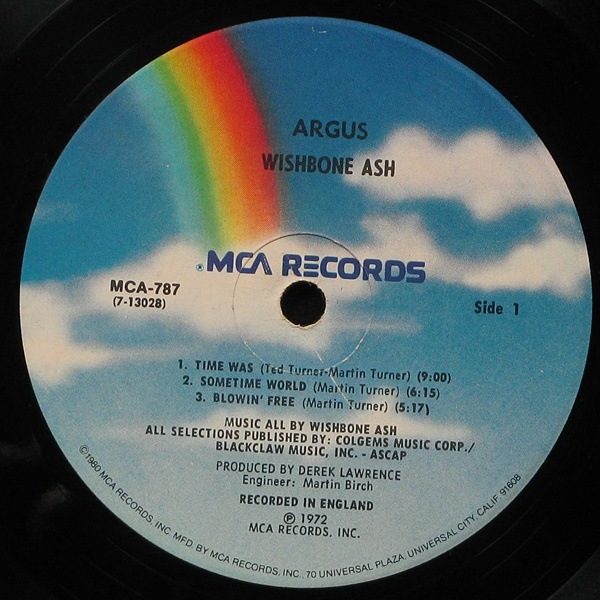 ARGUS
WISHBONE ASH
®MCA RECORDS
MCA-787
(7-13028)
Side 1
1. TIME WAS (Ted Turner-Martin Turner) (9:00)
2. SOMETIME WORLD (Martin Turner) (6:15)
3. BLOWIN' FREE (Martin Turner) (5:17)
MUSIC ALL BY WISHBONE ASH
ALL SELECTIONS PUBLISHED BY: COLGEMS MUSIC CORP./
BLACKCLAW MUSIC, INC. - ASCAP
PRODUCED BY DEREK LAWRENCE
Engineer: Martin Birch
RECORDED IN ENGLAND
℗ 1972
MCA RECORDS, INC.
©1980 MCA RECORDS, INC. MFD. BY MCA RECORDS, INC., 70 UNIVERSAL PLAZA, UNIVERSAL CITY, CALIF. 91608